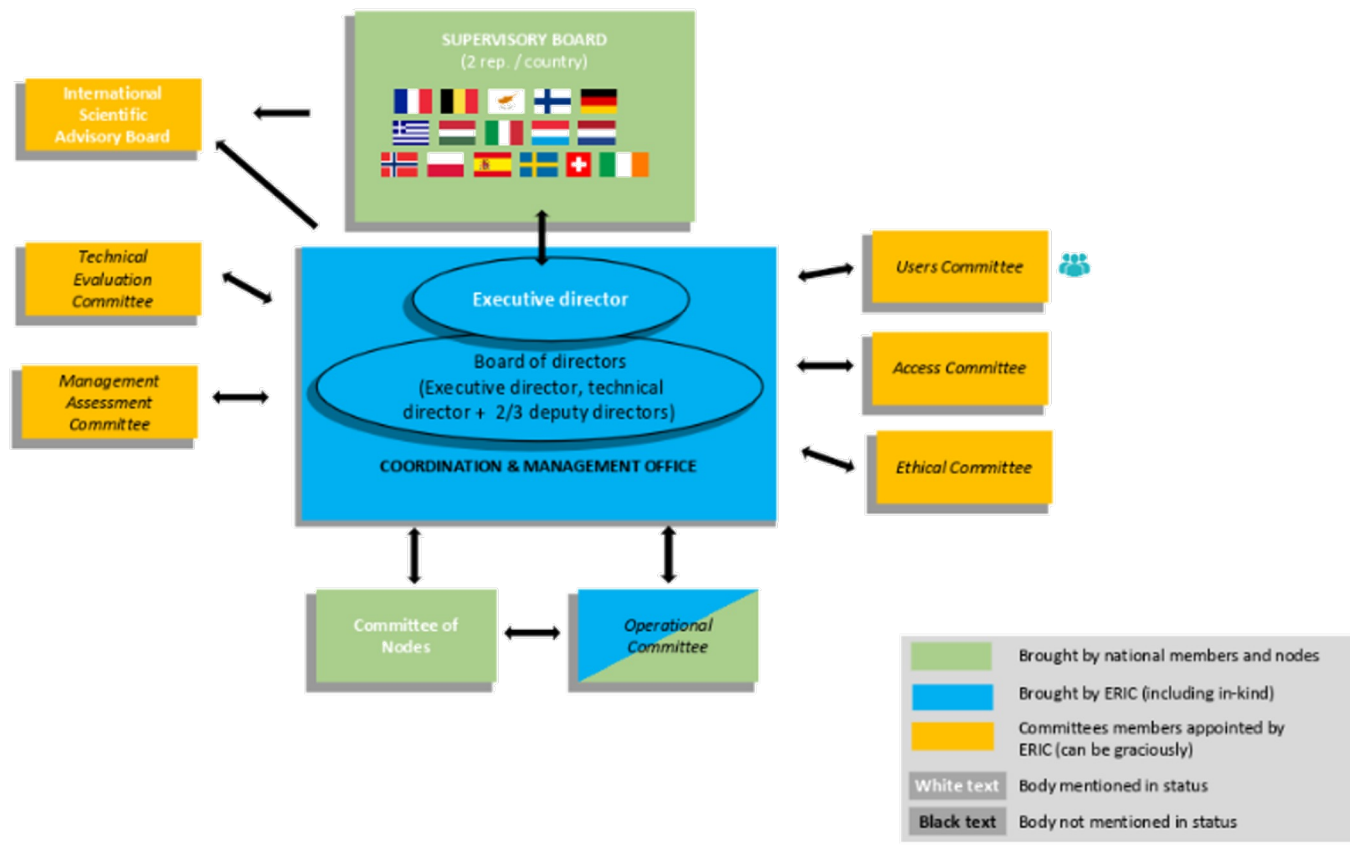 SUPERVISORY BOARD
(2 rep. / country)
International
Scientific
Advisory Board
Technical
Evaluation
Committee
Management
Assessment
Committee
Executive director
Board of directors
(Executive director, technical
director + 2/3 deputy directors)
COORDINATION & MANAGEMENT OFFICE
Users Committee
Access Committee
Ethical Committee
Committee of
Nodes
Operational
Committee
Brought by national members and nodes
Brought by ERIC (including in-kind)
Committees members appointed by
ERIC (can be graciously)
White text
Body mentioned in status
Black text
Body not mentioned in status